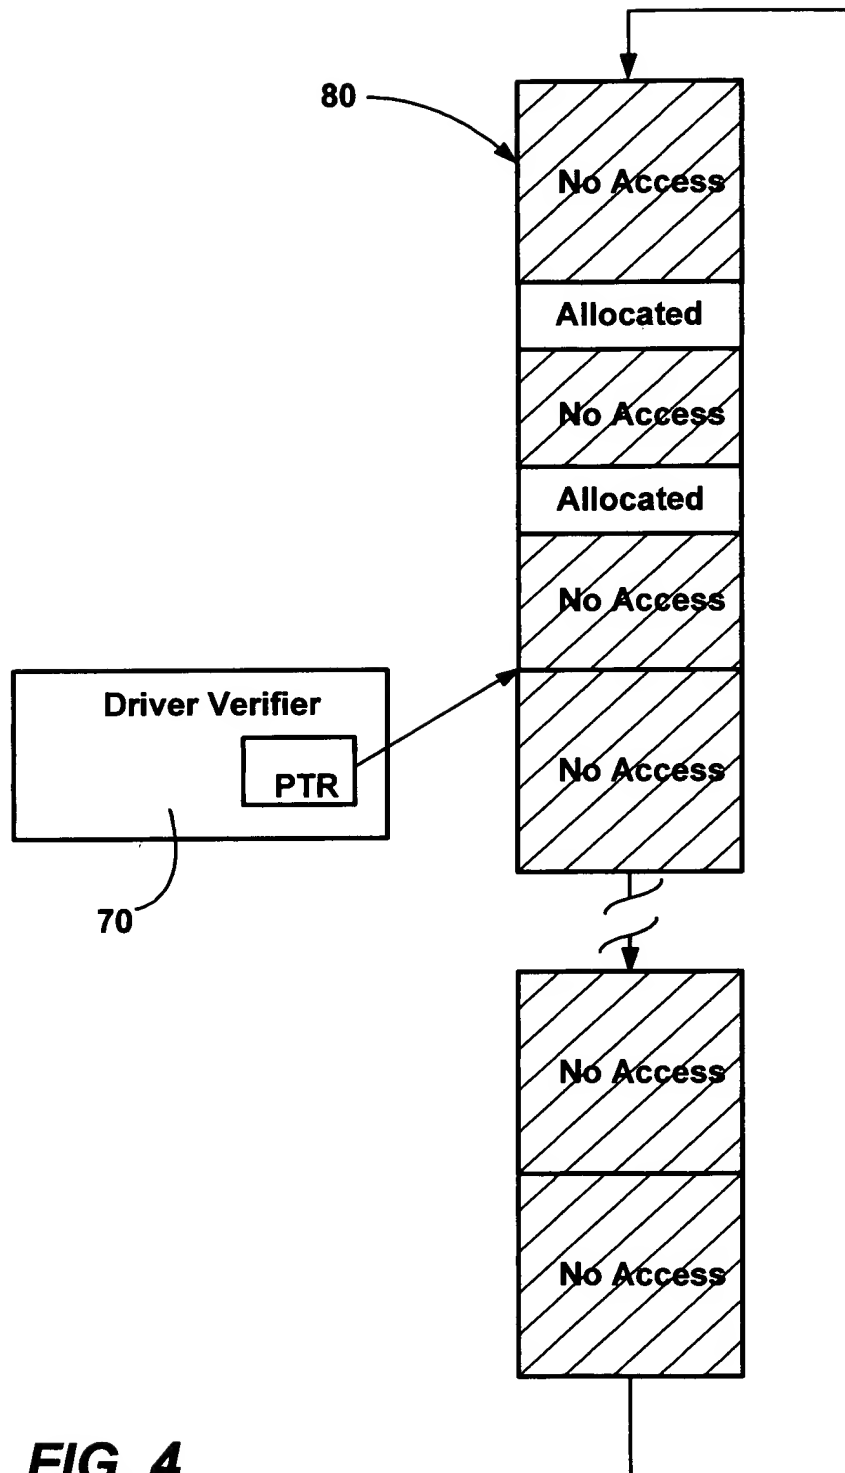 80
No Access
Allocated
No Access
Allocated
No Access
Driver Verifier
PTR
No Access
70
No Access
No Access
FIG. 4